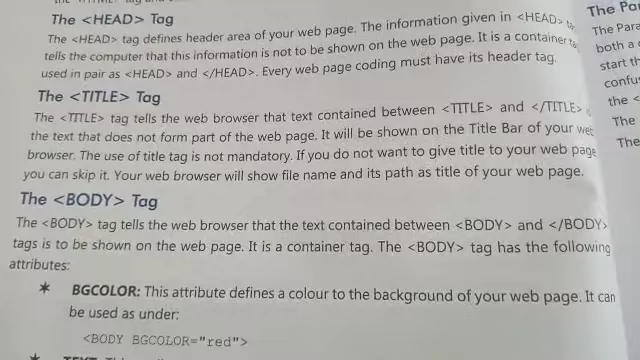 The <HEAD> Tag
The <HEAD> tag defines header area of your web page. The information given in <HEAD>
tells the computer that this information is not to be shown on the web page. It is a container
used in pair as <HEAD> and </HEAD>. Every web page coding must have its header tag.
The <TITLE> Tag
The <TITLE> tag tells the web browser that text contained between <TITLE> and </TITLE>
the text that does not form part of the web page. It will be shown on the Title Bar of your web
browser. The use of title tag is not mandatory. If you do not want to give title to your web page
you can skip it. Your web browser will show file name and its path as title of your web page.
The <BODY> Tag
The <BODY> tag tells the web browser that the text contained between <BODY> and </BODY>
tags is to be shown on the web page. It is a container tag. The <BODY> tag has the following
attributes:
* BGCOLOR: This attribute defines a colour to the background of your web page. It can
be used as under:
<BODY BGCOLOR="red">
The Par
The Para
both a
start th
confu
the <
The
The